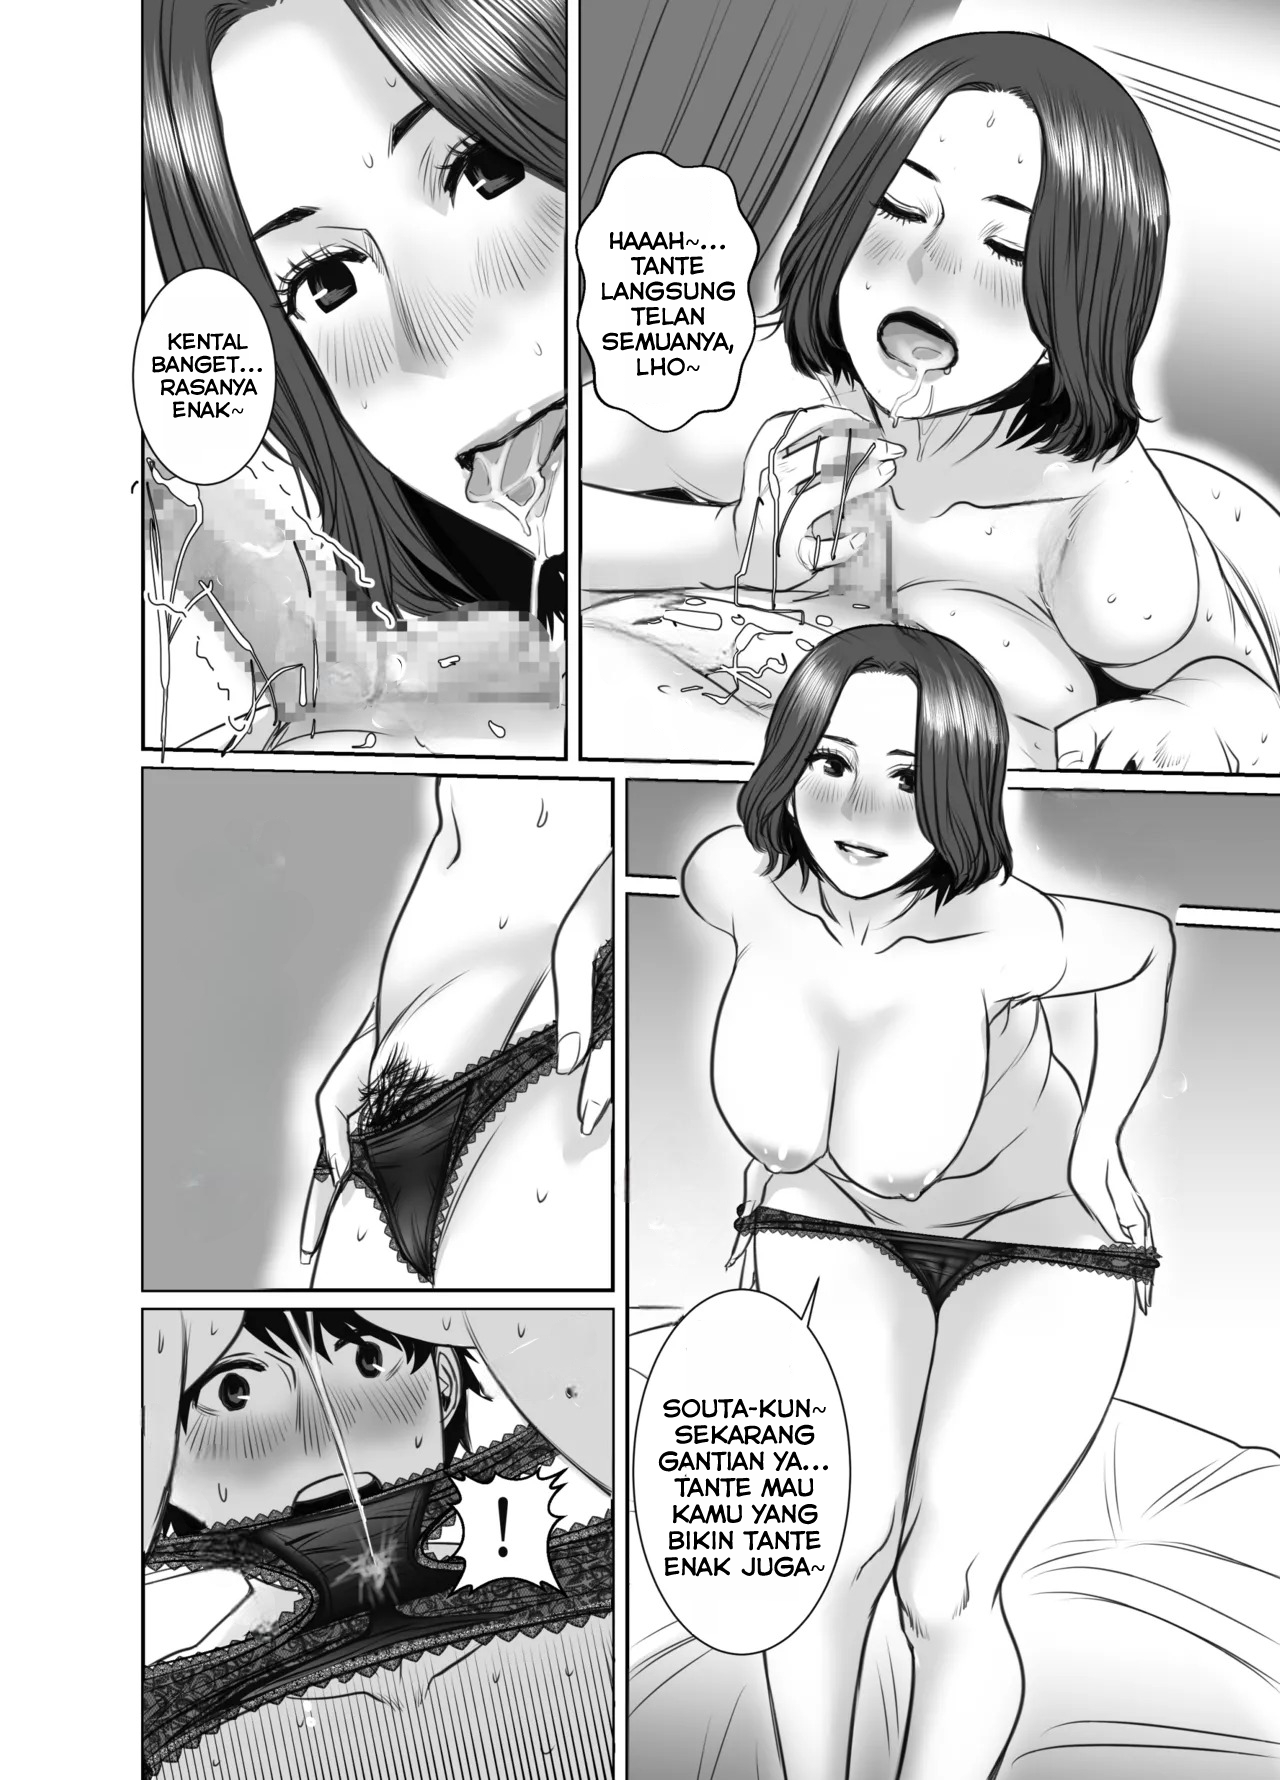 HAAAH~...
TANTE
LANGSUNG
TELAN
SEMUANYA,
LHO~
KENTAL
BANGET...
RASANYA
ENAK~
SOUTA-KUN~
SEKARANG
GANTIAN YA...
TANTE MAU
KAMU YANG
BIKIN TANTE
ENAK JUGA~
!